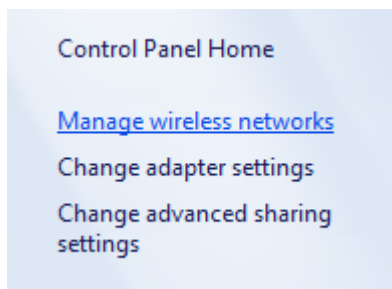 Control Panel Home
Manage wireless networks
Change adapter settings
Change advanced sharing
settings